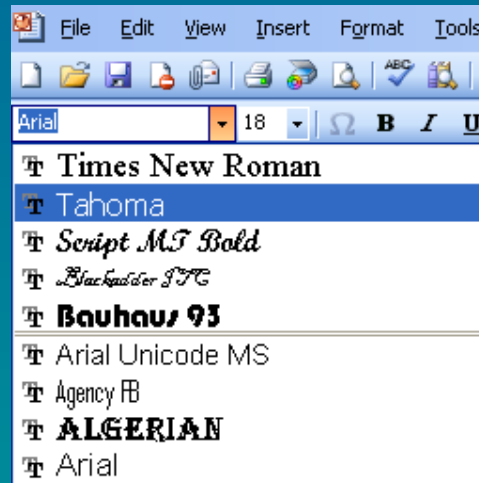 File Edit View Insert Format Tools
ABC
Arial 18 Ω B I U
Times New Roman
Tahoma
Script MT Bold
Blackadder ITC
Bauhaus 93
Arial Unicode MS
Agency FB
ALGERIAN
Arial